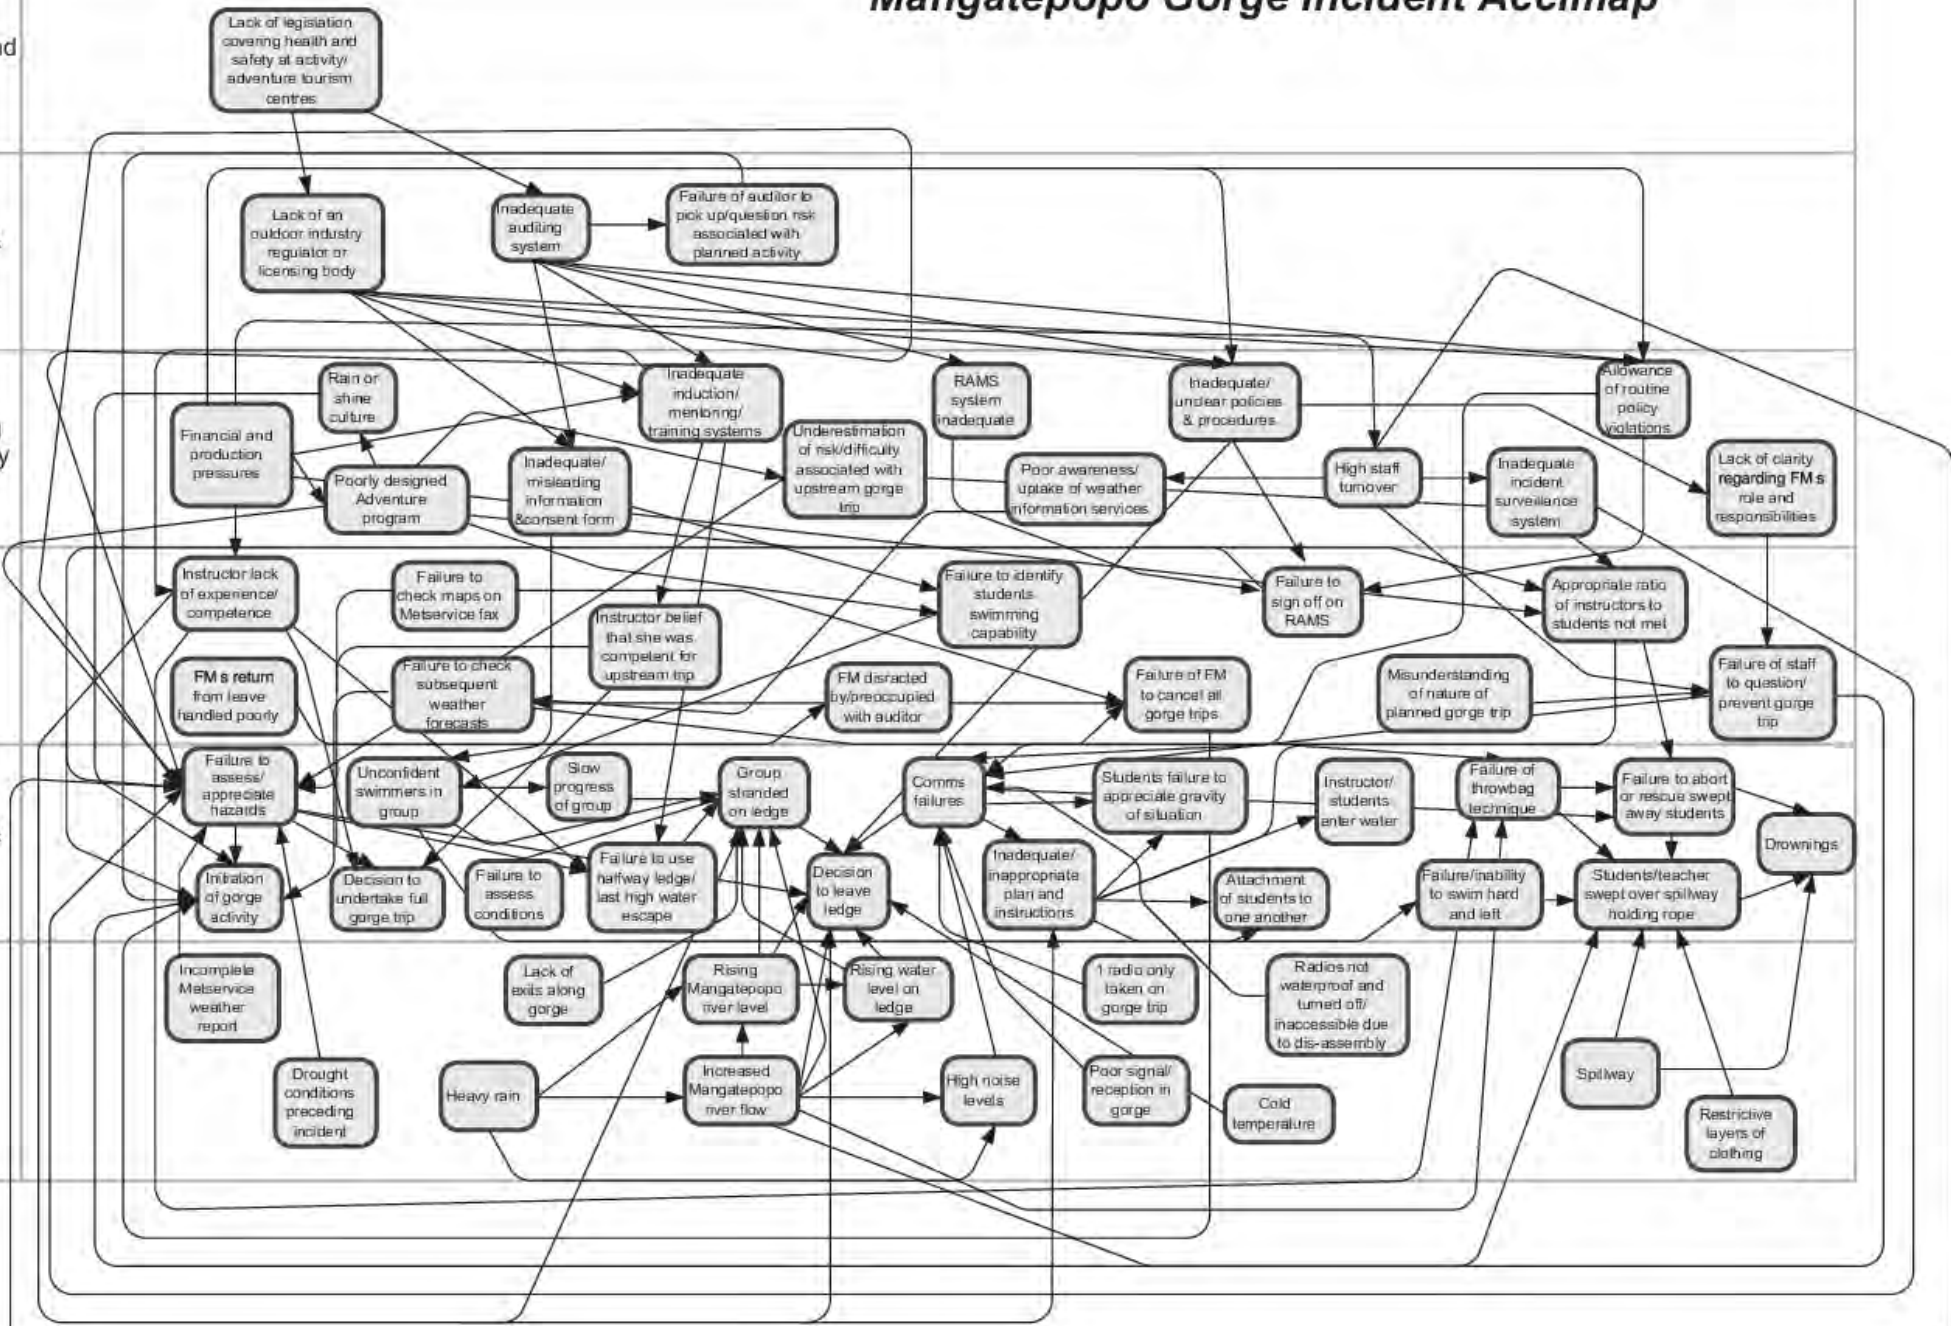 Mangatepopo Gorge Incident Accimap
Lack of legislation
covering health and
safety at activity/
adventure tourism
centres
Lack of an
outdoor industry
regulator or
licensing body
Inadequate
auditing
system
Failure of auditor to
pick up/question risk
associated with
planned activity
Rain or
shine
culture
Financial and
production
pressures
Poorly designed
Adventure
program
Inadequate/
misleading
information
&consent form
Inadequate
induction/
mentoring/
training systems
Underestimation
of risk/difficulty
associated with
upstream gorge
trip
RAMS
system
inadequate
Poor awareness/
uptake of weather
information services
Inadequate/
unclear policies
& procedures
High staff
turnover
Inadequate
incident
surveillance
system
Allowance
of routine
policy
violations
Lack of clarity
regarding FM s
role and
responsibilities
Instructor lack
of experience/
competence
Failure to
check maps on
Metservice fax
Instructor belief
that she was
competent for
upstream trip
Failure to identify
students
swimming
capability
Failure to
sign off on
RAMS
Appropriate ratio
of instructors to
students not met
FM s return
from leave
handled poorly
Failure to check
subsequent
weather
forecasts
FM distracted
by/preoccupied
with auditor
Failure of FM
to cancel all
gorge trips
Misunderstanding
of nature of
planned gorge trip
Failure of staff
to question/
prevent gorge
trip
Failure to
assess/
appreciate
hazards
Unconfident
swimmers in
group
Slow
progress
of group
Group
stranded
on ledge
Comms
failures
Students failure to
appreciate gravity
of situation
Instructor/
students
enter water
Failure of
throwbag
technique
Failure to abort
or rescue swept
away students
Drownings
Initiation
of gorge
activity
Decision to
undertake full
gorge trip
Failure to
assess
conditions
Failure to use
halfway ledge/
last high water
escape
Decision
to leave
ledge
Inadequate/
inappropriate
plan and
instructions
Attachment
of students to
one another
Failure/inability
to swim hard
and left
Students/teacher
swept over spillway
holding rope
Incomplete
Metservice
weather
report
Lack of
exits along
gorge
Rising
Mangatepopo
river level
Rising water
level on
ledge
1 radio only
taken on
gorge trip
Radios not
waterproof and
turned off/
inaccessible due
to dis-assembly
Drought
conditions
preceding
incident
Heavy rain
Increased
Mangatepopo
river flow
High noise
levels
Poor signal/
reception in
gorge
Cold
temperature
Spillway
Restrictive
layers of
clothing